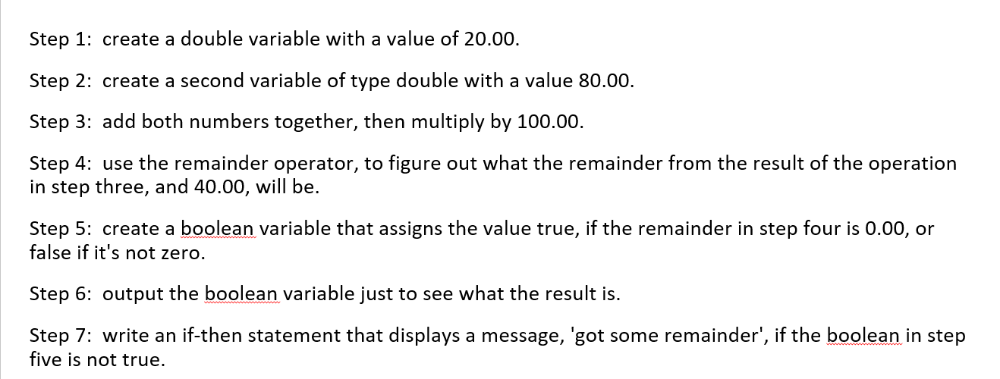 Step 1:  create a double variable with a value of 20.00.
Step 2:  create a second variable of type double with a value 80.00.
Step 3:  add both numbers together, then multiply by 100.00.
Step 4:  use the remainder operator, to figure out what the remainder from the result of the operation
in step three, and 40.00, will be.
Step 5:  create a boolean variable that assigns the value true, if the remainder in step four is 0.00, or
false if it's not zero.
Step 6:  output the boolean variable just to see what the result is.
Step 7:  write an if-then statement that displays a message, 'got some remainder', if the boolean in step
five is not true.